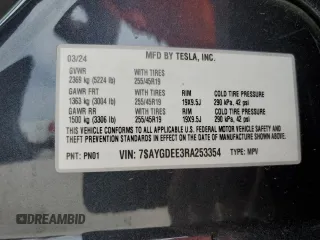 03/24 MFD BY TESLA, INC.
GVWR WITH TIRES
2369 kg (5224 lb) 255/45R19
GAWR FRT WITH TIRES RIM COLD TIRE PRESSURE
1363 kg (3004 lb) 255/45R19 19X9.5J 290 kPa, 42 psi
GAWR RR WITH TIRES RIM COLD TIRE PRESSURE
1500 kg (3306 lb) 255/45R19 19X9.5J 290 kPa, 42 psi
THIS VEHICLE CONFORMS TO ALL APPLICABLE FEDERAL MOTOR VEHICLE SAFETY
AND THEFT PREVENTION STANDARDS IN EFFECT ON THE DATE OF MANUFACTURE
SHOWN ABOVE.
PNT: PN01 VIN: 7SAYGDEE3RA253354 TYPE: MPV
DREAMBID